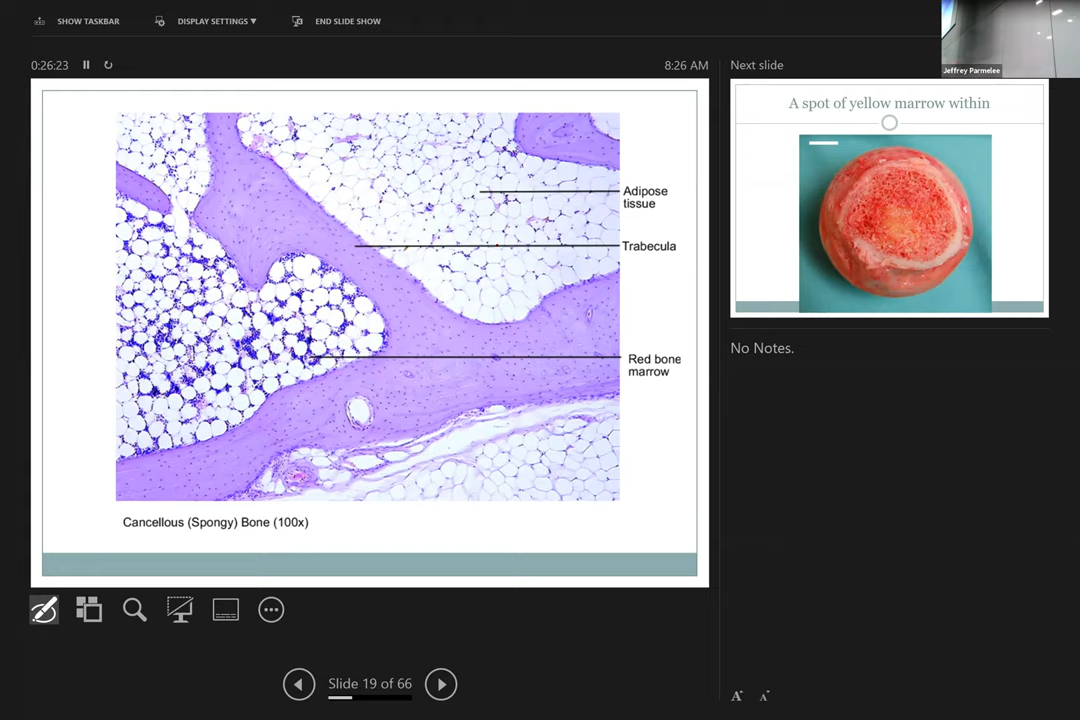 SHOW TASKBAR
DISPLAY SETTINGS ▼
END SLIDE SHOW
0:26:23
8:26 AM
Next slide
Jeffrey Parmelee
A spot of yellow marrow within
Adipose
tissue
Trabecula
Red bone
marrow
Cancellous (Spongy) Bone (100x)
No Notes.
Slide 19 of 66
A A